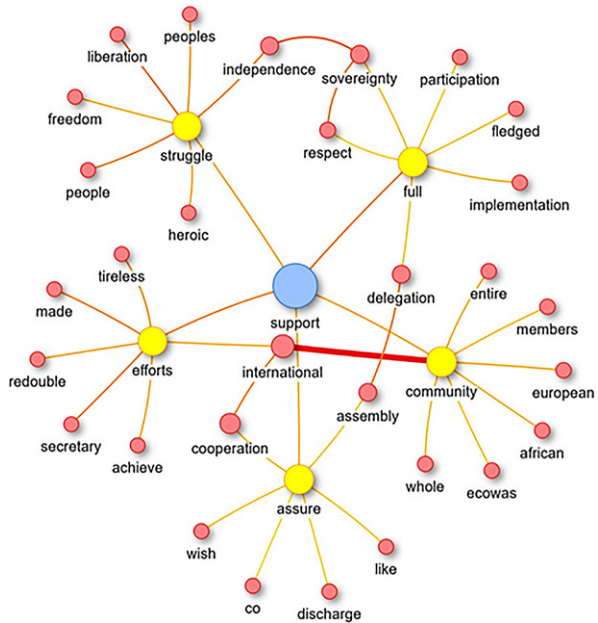 peoples
liberation
independence
sovereignty
participation
freedom
fledged
struggle
respect
people
full
implementation
heroic
tireless
delegation
entire
made
support
members
efforts
international
redouble
community
european
assembly
secretary
cooperation
african
achieve
whole
ecowas
assure
wish
like
co
discharge